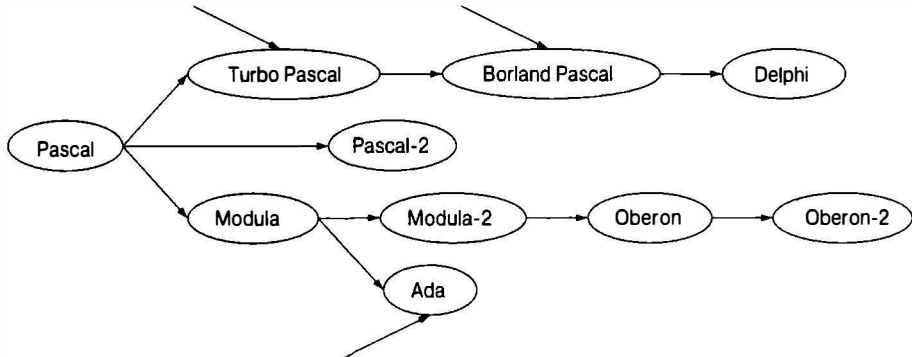 Turbo Pascal
Borland Pascal
Delphi
Pascal
Pascal-2
Modula
Modula-2
Oberon
Oberon-2
Ada